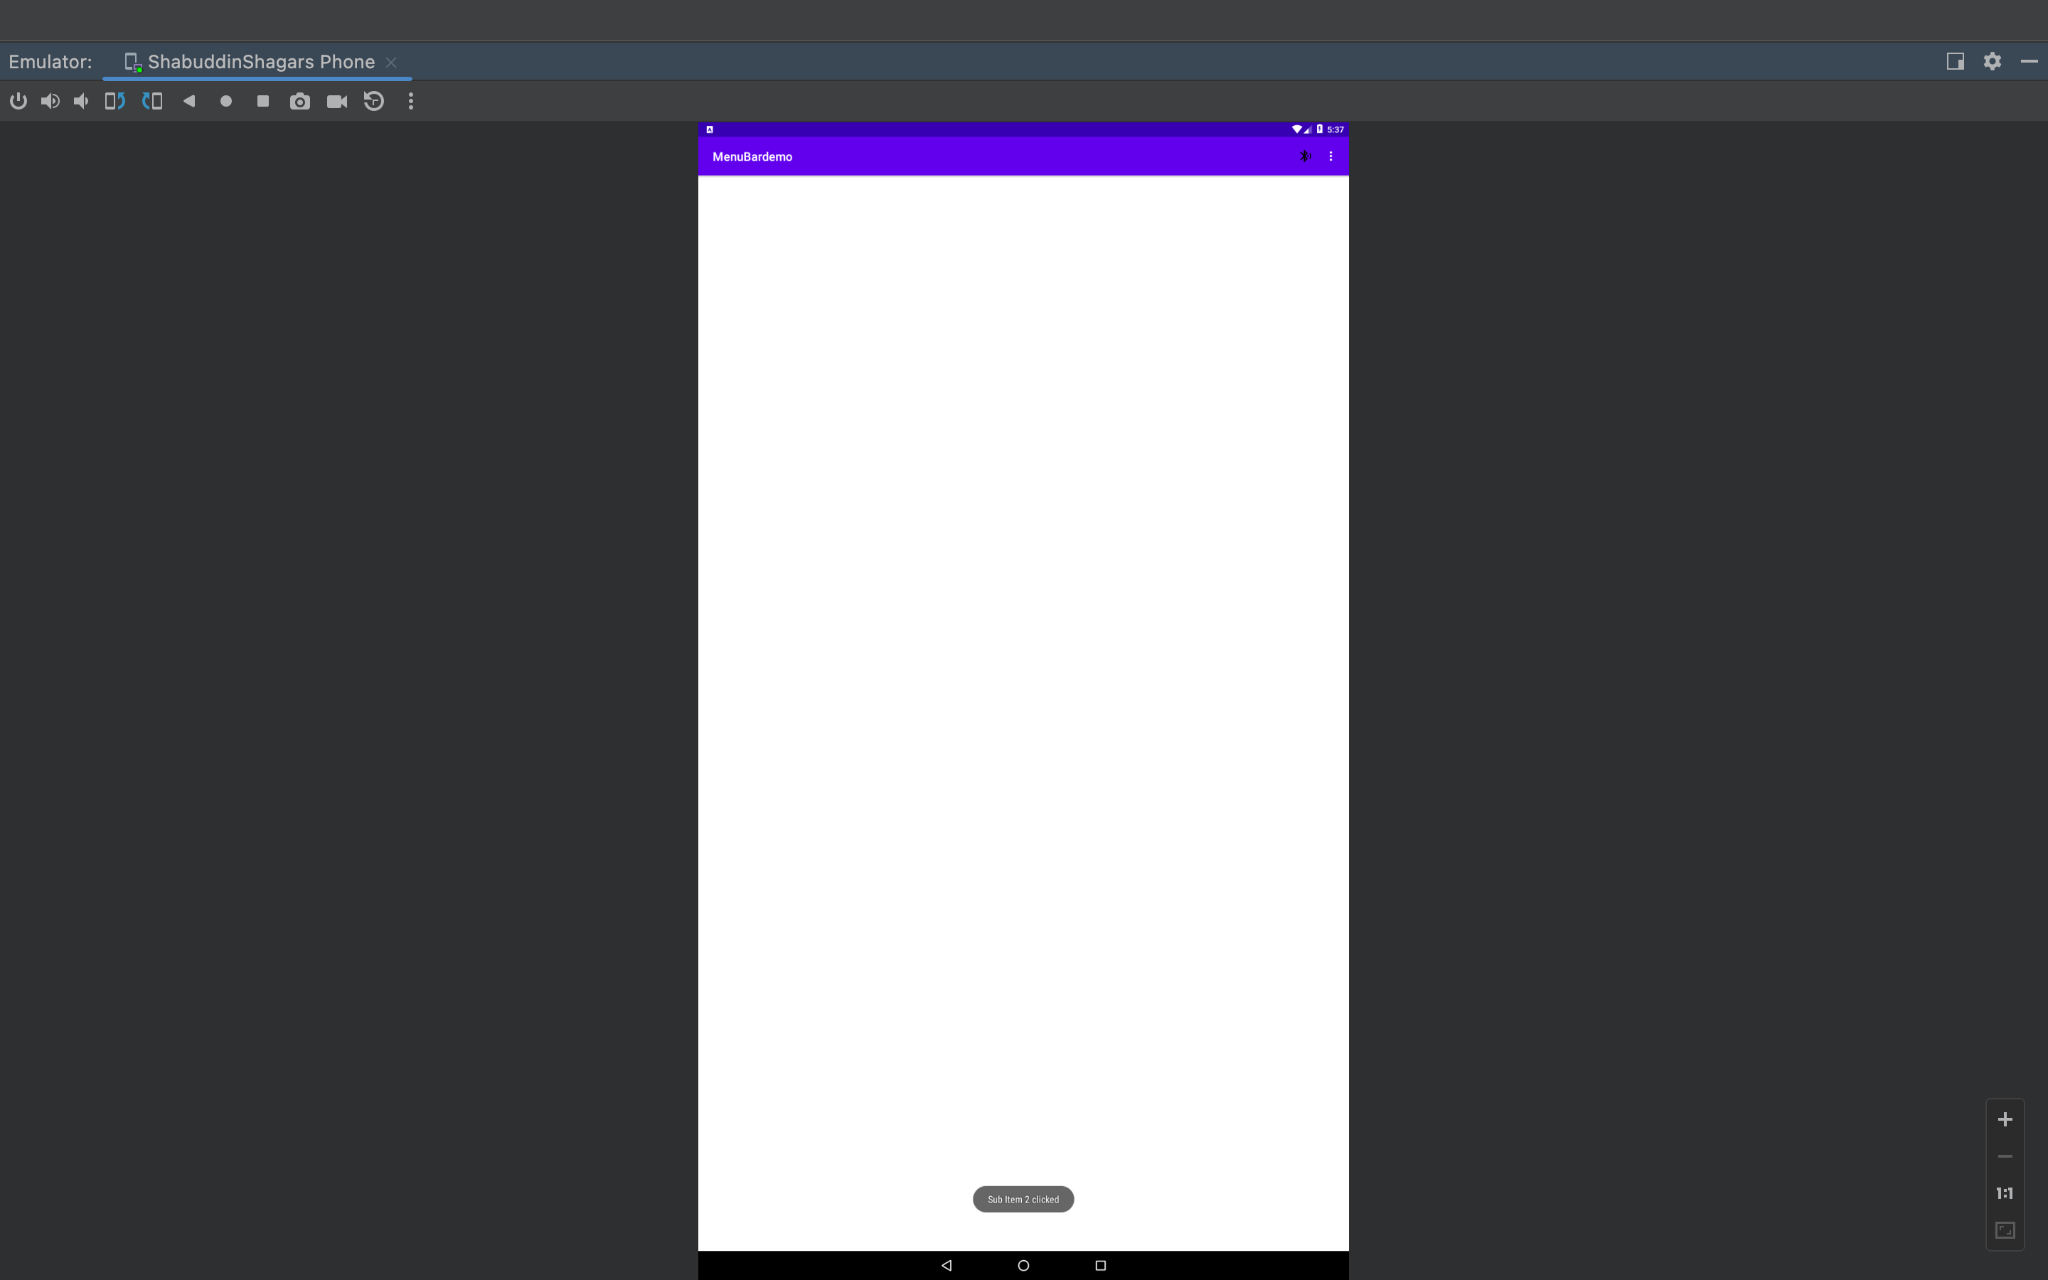 Emulator: ShabuddinShagars Phone
5:37
MenuBardemo
Sub Item 2 clicked
1:1